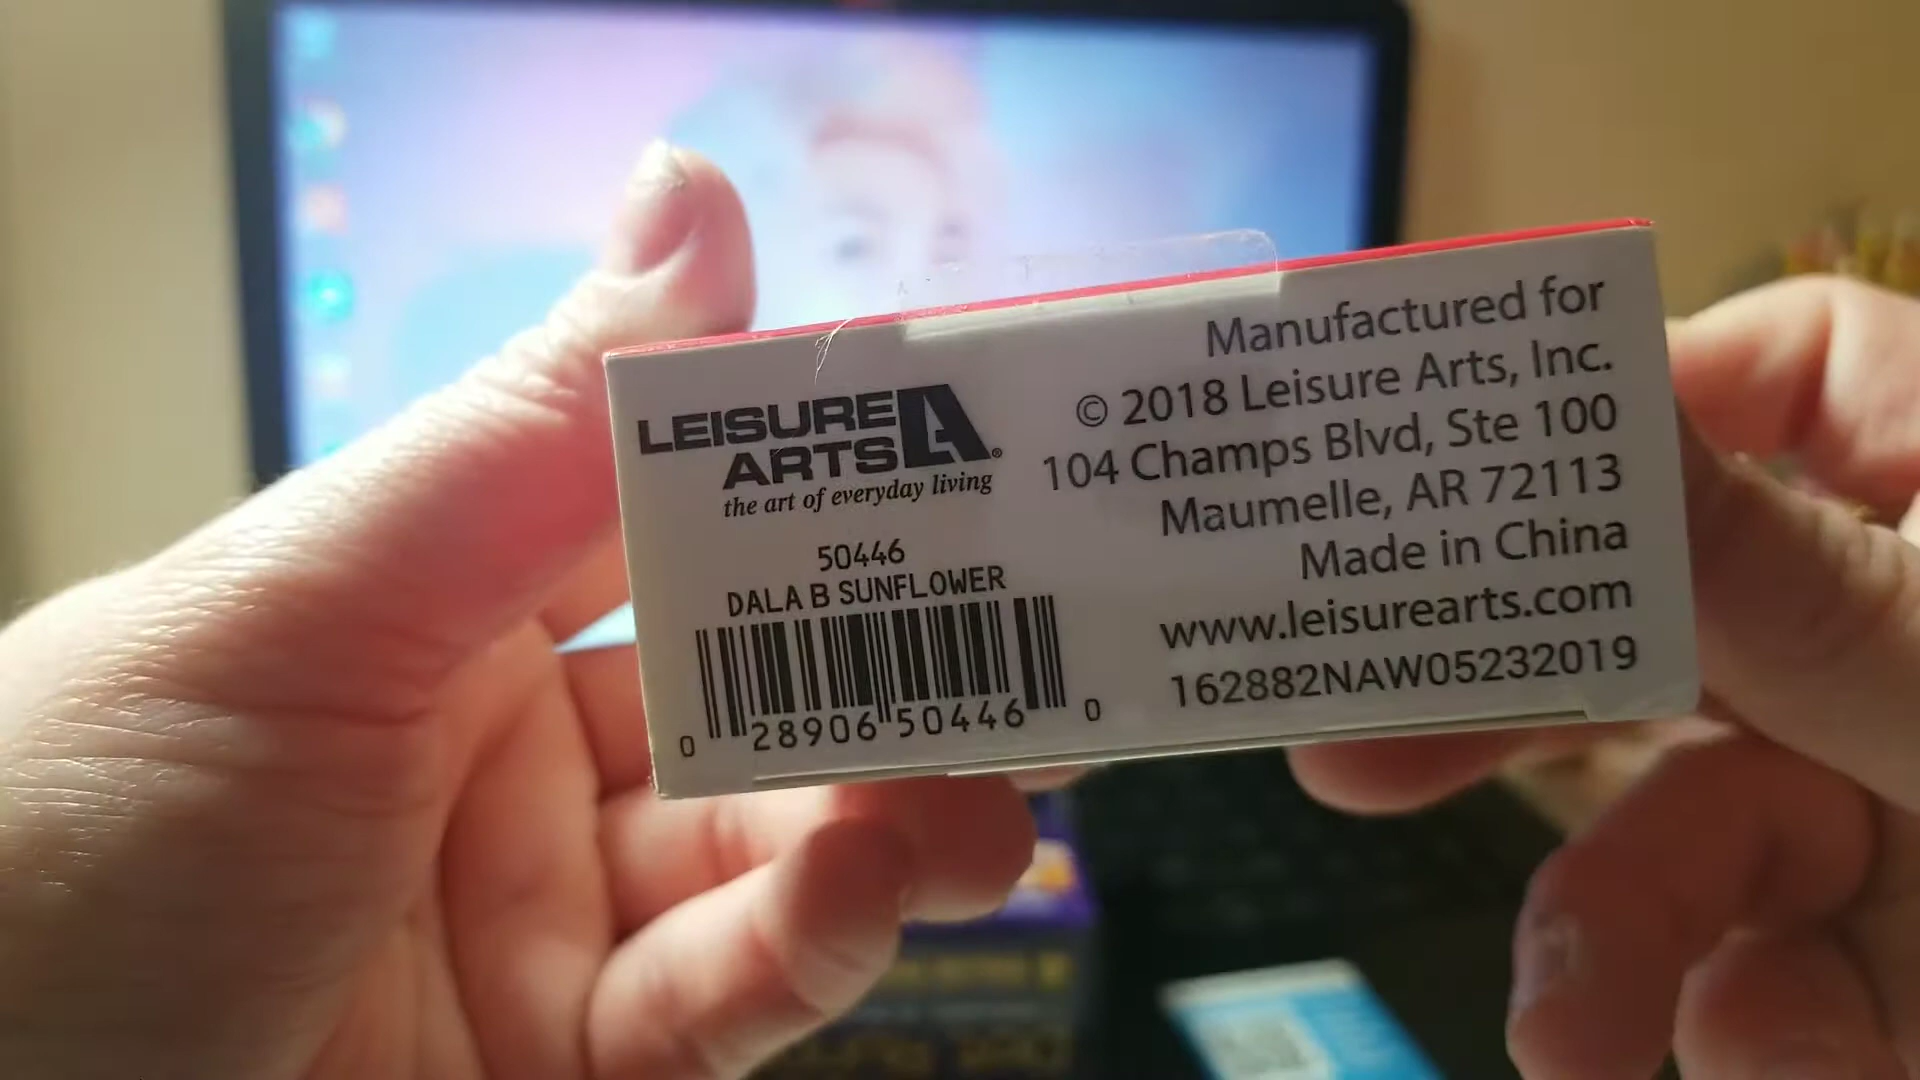 LEISURE
ARTS
the art of everyday living
50446
DALA B SUNFLOWER
0 28906 50446 0
Manufactured for
© 2018 Leisure Arts, Inc.
104 Champs Blvd, Ste 100
Maumelle, AR 72113
Made in China
www.leisurearts.com
162882NAW05232019